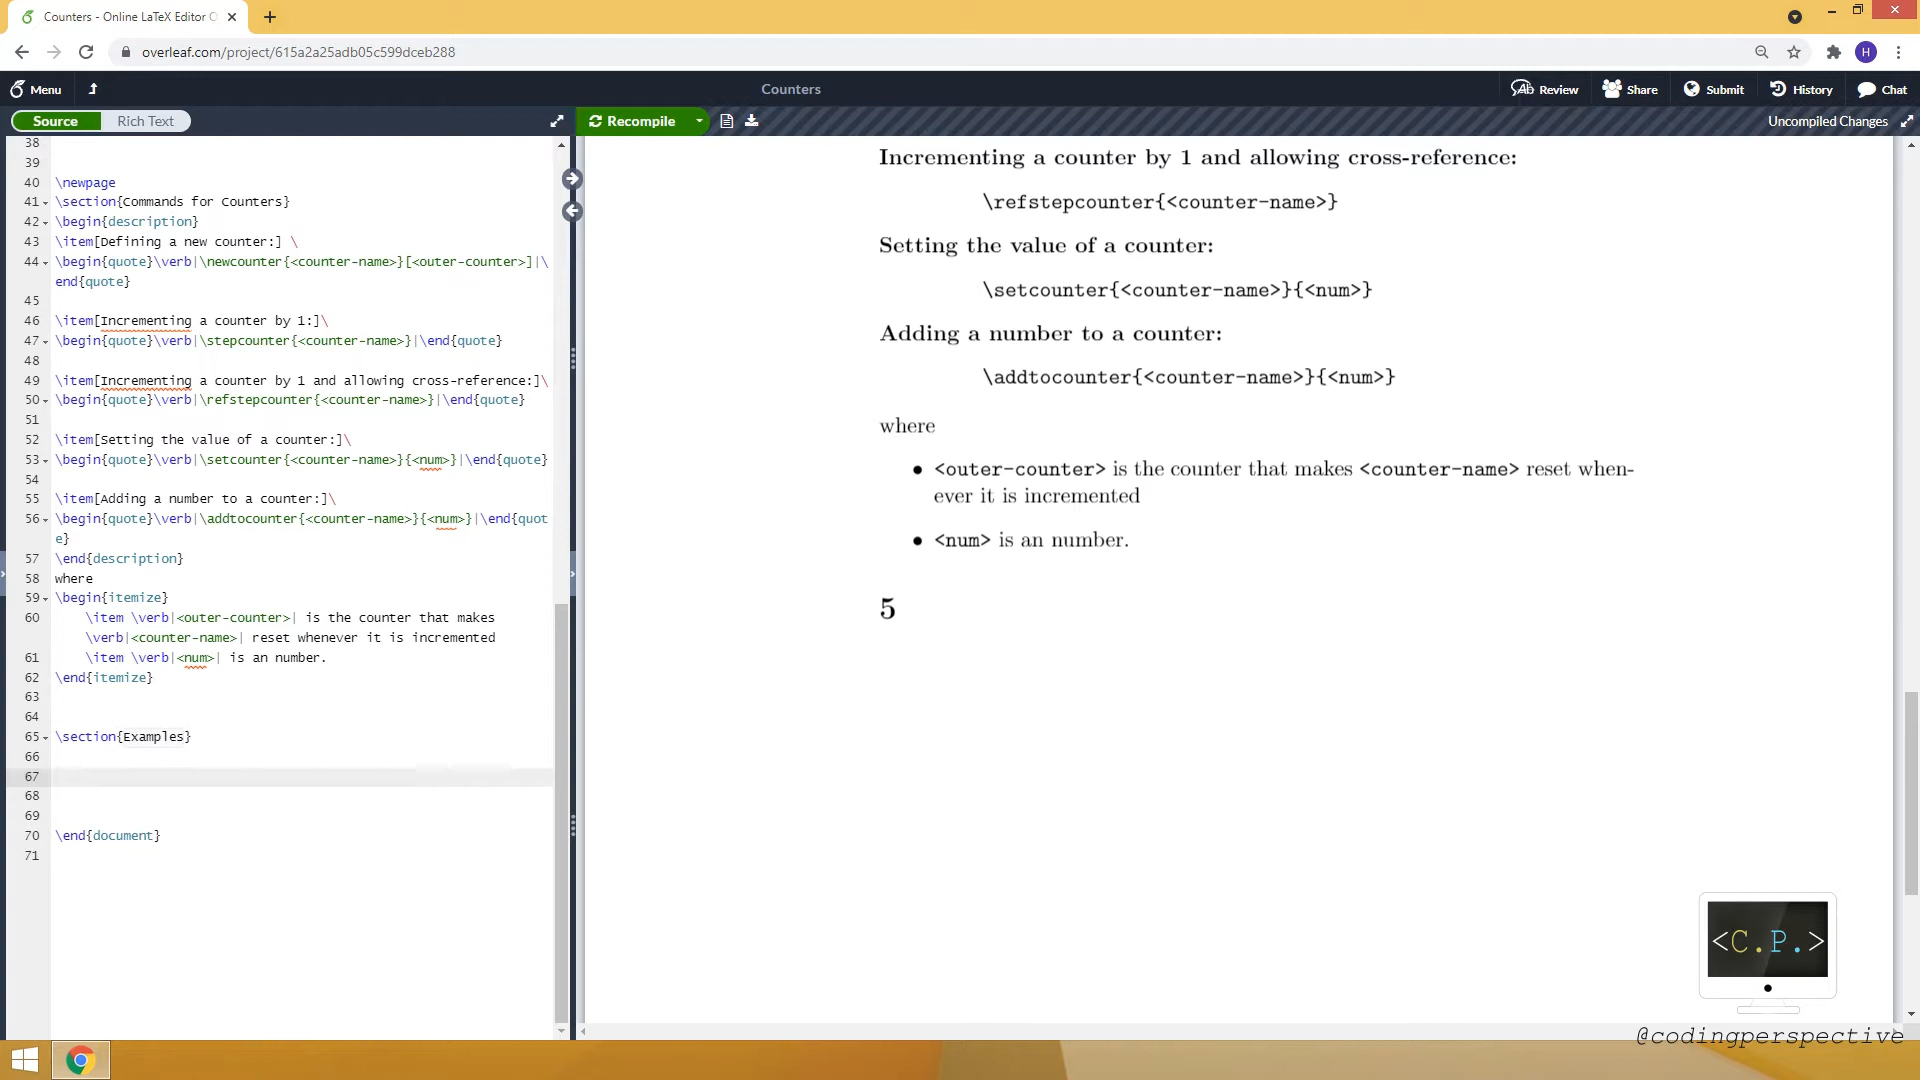 Counters - Online LaTeX Editor O
overleaf.com/project/615a2a25adb05c599dceb288
H
Menu
Counters
Review
Share
Submit
History
Chat
Source
Rich Text
Recompile
Uncompiled Changes
38
39
40 \newpage
41 \section{Commands for Counters}
42 \begin{description}
43 \item[Defining a new counter:] \
44 \begin{quote}\verb|\newcounter{<counter-name>}[<outer-counter>]|\
end{quote}
45
46 \item[Incrementing a counter by 1:]\
47 \begin{quote}\verb|\stepcounter{<counter-name>}|\end{quote}
48
49 \item[Incrementing a counter by 1 and allowing cross-reference:]\
50 \begin{quote}\verb|\refstepcounter{<counter-name>}|\end{quote}
51
52 \item[Setting the value of a counter:]\
53 \begin{quote}\verb|\setcounter{<counter-name>}{<num>}|\end{quote}
54
55 \item[Adding a number to a counter:]\
56 \begin{quote}\verb|\addtocounter{<counter-name>}{<num>}|\end{quot
e}
57 \end{description}
58 where
59 \begin{itemize}
60 \item \verb|<outer-counter>| is the counter that makes
\verb|<counter-name>| reset whenever it is incremented
61 \item \verb|<num>| is an number.
62 \end{itemize}
63
64
65 \section{Examples}
66
67
68
69
70 \end{document}
71
Incrementing a counter by 1 and allowing cross-reference:
\refstepcounter{<counter-name>}
Setting the value of a counter:
\setcounter{<counter-name>}{<num>}
Adding a number to a counter:
\addtocounter{<counter-name>}{<num>}
where
• <outer-counter> is the counter that makes <counter-name> reset when-
ever it is incremented
• <num> is an number.
5
<C.P.>
@codingperspective